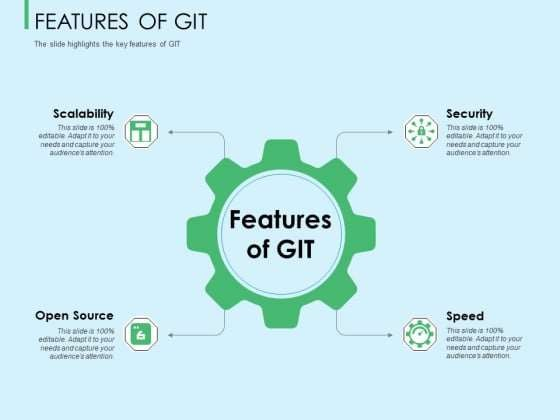 FEATURES OF GIT
The slide highlights the key features of GIT
Scalability
This slide is 100%
editable. Adapt it to your
needs and capture your
audience's attention.
Security
This slide is 100%
editable. Adapt it to your
needs and capture your
audience's attention.
Features
of GIT
Open Source
This slide is 100%
editable. Adapt it to your
needs and capture your
audience's attention.
Speed
This slide is 100%
editable. Adapt it to your
needs and capture your
audience's attention.